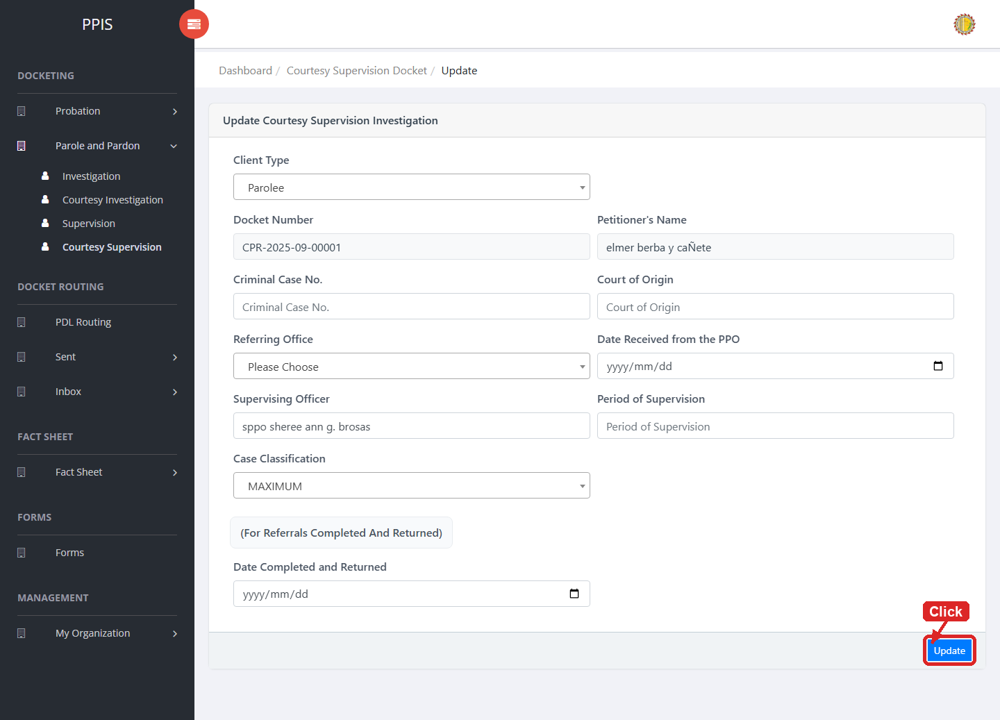 PPIS
DOCKETING
Probation
Parole and Pardon
Investigation
Courtesy Investigation
Supervision
Courtesy Supervision
DOCKET ROUTING
PDL Routing
Sent
Inbox
FACT SHEET
Fact Sheet
FORMS
Forms
MANAGEMENT
My Organization
Dashboard / Courtesy Supervision Docket / Update
Update Courtesy Supervision Investigation
Client Type
Parolee
Docket Number
CPR-2025-09-00001
Petitioner's Name
elmer berba y caÑete
Criminal Case No.
Criminal Case No.
Court of Origin
Court of Origin
Referring Office
Please Choose
Date Received from the PPO
yyyy/mm/dd
Supervising Officer
sppo sheree ann g. brosas
Period of Supervision
Period of Supervision
Case Classification
MAXIMUM
(For Referrals Completed And Returned)
Date Completed and Returned
yyyy/mm/dd
Click
Update